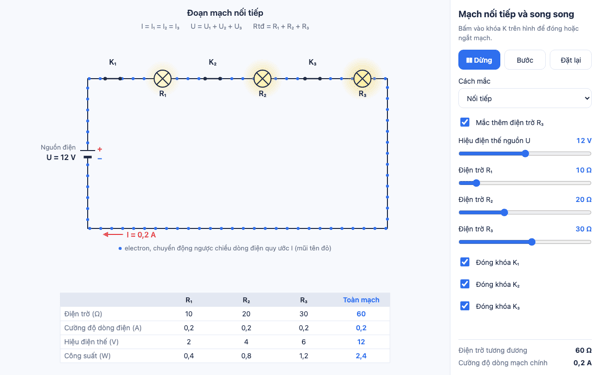 Đoạn mạch nối tiếp
I = I₁ = I₂ = I₃ U = U₁ + U₂ + U₃ Rtđ = R₁ + R₂ + R₃
K₁ K₂ K₃
R₁ R₂ R₃
Nguồn điện
U = 12 V
+
−
I = 0,2 A
electron, chuyển động ngược chiều dòng điện quy ước I (mũi tên đỏ)
R₁ R₂ R₃ Toàn mạch
Điện trở (Ω) 10 20 30 60
Cường độ dòng điện (A) 0,2 0,2 0,2 0,2
Hiệu điện thế (V) 2 4 6 12
Công suất (W) 0,4 0,8 1,2 2,4
Mạch nối tiếp và song song
Bấm vào khóa K trên hình để đóng hoặc
ngắt mạch.
Dừng Bước Đặt lại
Cách mắc
Nối tiếp
Mắc thêm điện trở R₃
Hiệu điện thế nguồn U 12 V
Điện trở R₁ 10 Ω
Điện trở R₂ 20 Ω
Điện trở R₃ 30 Ω
Đóng khóa K₁
Đóng khóa K₂
Đóng khóa K₃
Điện trở tương đương 60 Ω
Cường độ dòng mạch chính 0,2 A